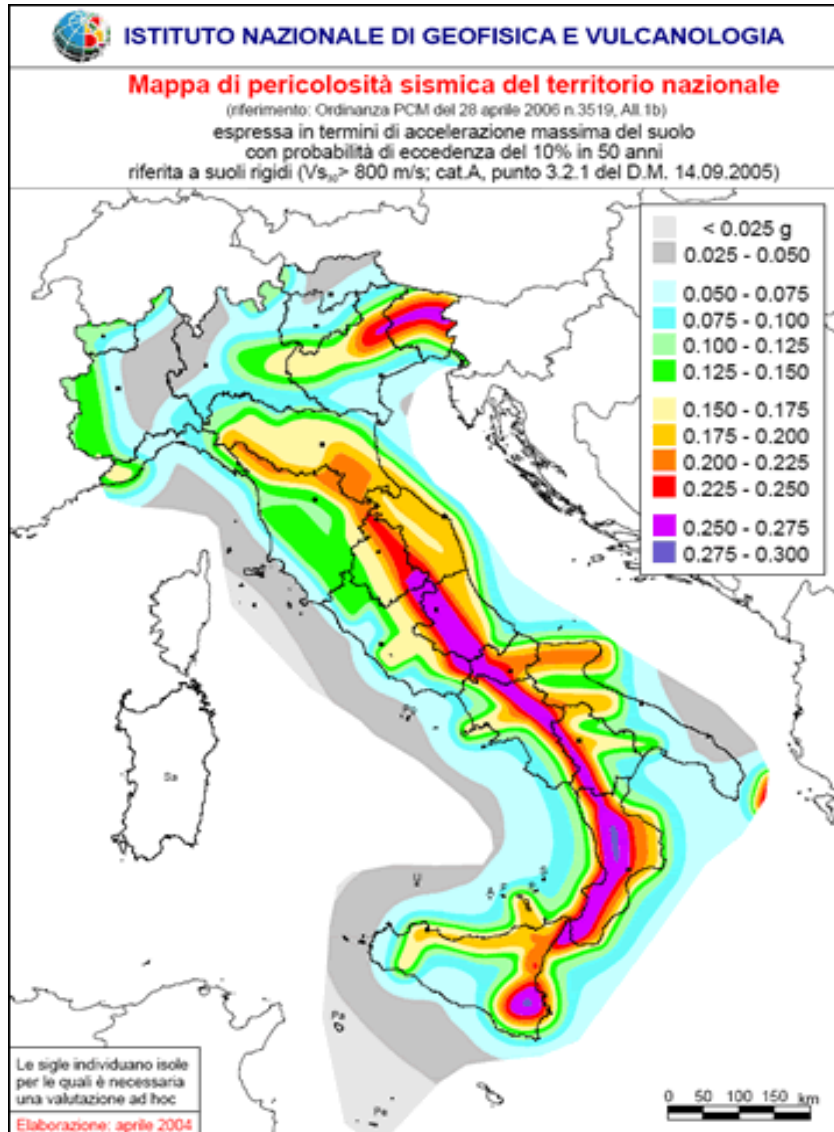 ISTITUTO NAZIONALE DI GEOFISICA E VULCANOLOGIA
Mappa di pericolosità sismica del territorio nazionale
(riferimento: Ordinanza PCM del 28 aprile 2006 n.3519, All.1b)
espressa in termini di accelerazione massima del suolo
con probabilità di eccedenza del 10% in 50 anni
riferita a suoli rigidi (Vs₃₀> 800 m/s; cat.A, punto 3.2.1 del D.M. 14.09.2005)
< 0.025 g
0.025 - 0.050
0.050 - 0.075
0.075 - 0.100
0.100 - 0.125
0.125 - 0.150
0.150 - 0.175
0.175 - 0.200
0.200 - 0.225
0.225 - 0.250
0.250 - 0.275
0.275 - 0.300
Sa
U
A
Pa
Pe
Le sigle individuano isole
per le quali è necessaria
una valutazione ad hoc
Elaborazione: aprile 2004
0 50 100 150 km